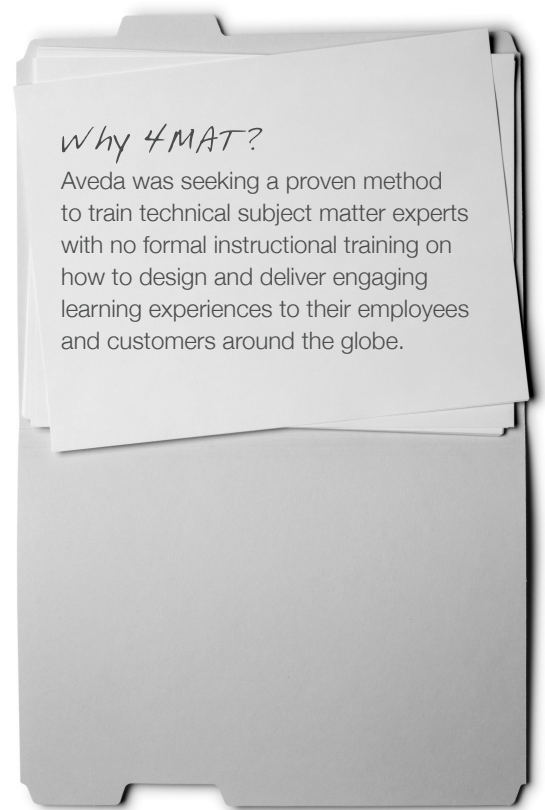 Why 4MAT?
Aveda was seeking a proven method
to train technical subject matter experts
with no formal instructional training on
how to design and deliver engaging
learning experiences to their employees
and customers around the globe.